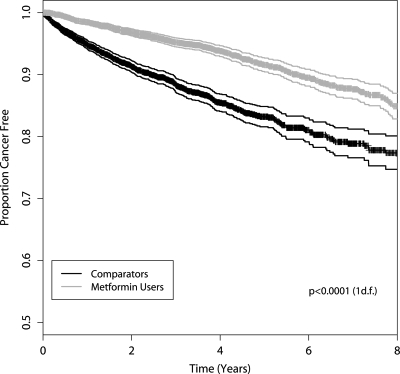 1.0
0.9
0.8
0.7
0.6
0.5
Proportion Cancer Free
Comparators
Metformin Users
p<0.0001 (1d.f.)
0 2 4 6 8
Time (Years)